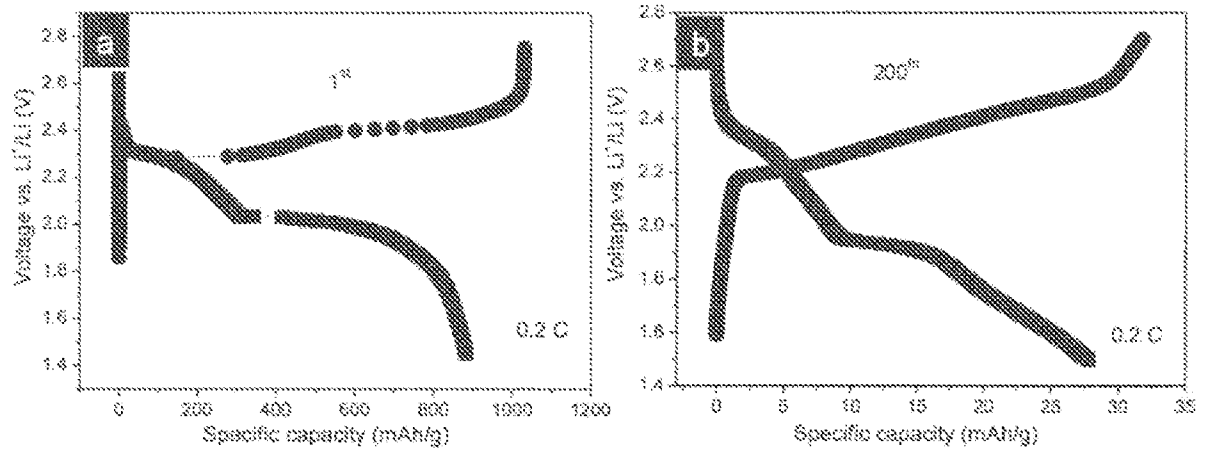 a
1st
0.2 C
Voltage vs. Li+/Li (V)
2.8
2.6
2.4
2.2
2.0
1.8
1.6
1.4
0 200 400 600 800 1000 1200
Specific capacity (mAh/g)
b
200th
0.2 C
Voltage vs. Li+/Li (V)
2.8
2.6
2.4
2.2
2.0
1.8
1.6
1.4
0 5 10 15 20 25 30 35
Specific capacity (mAh/g)